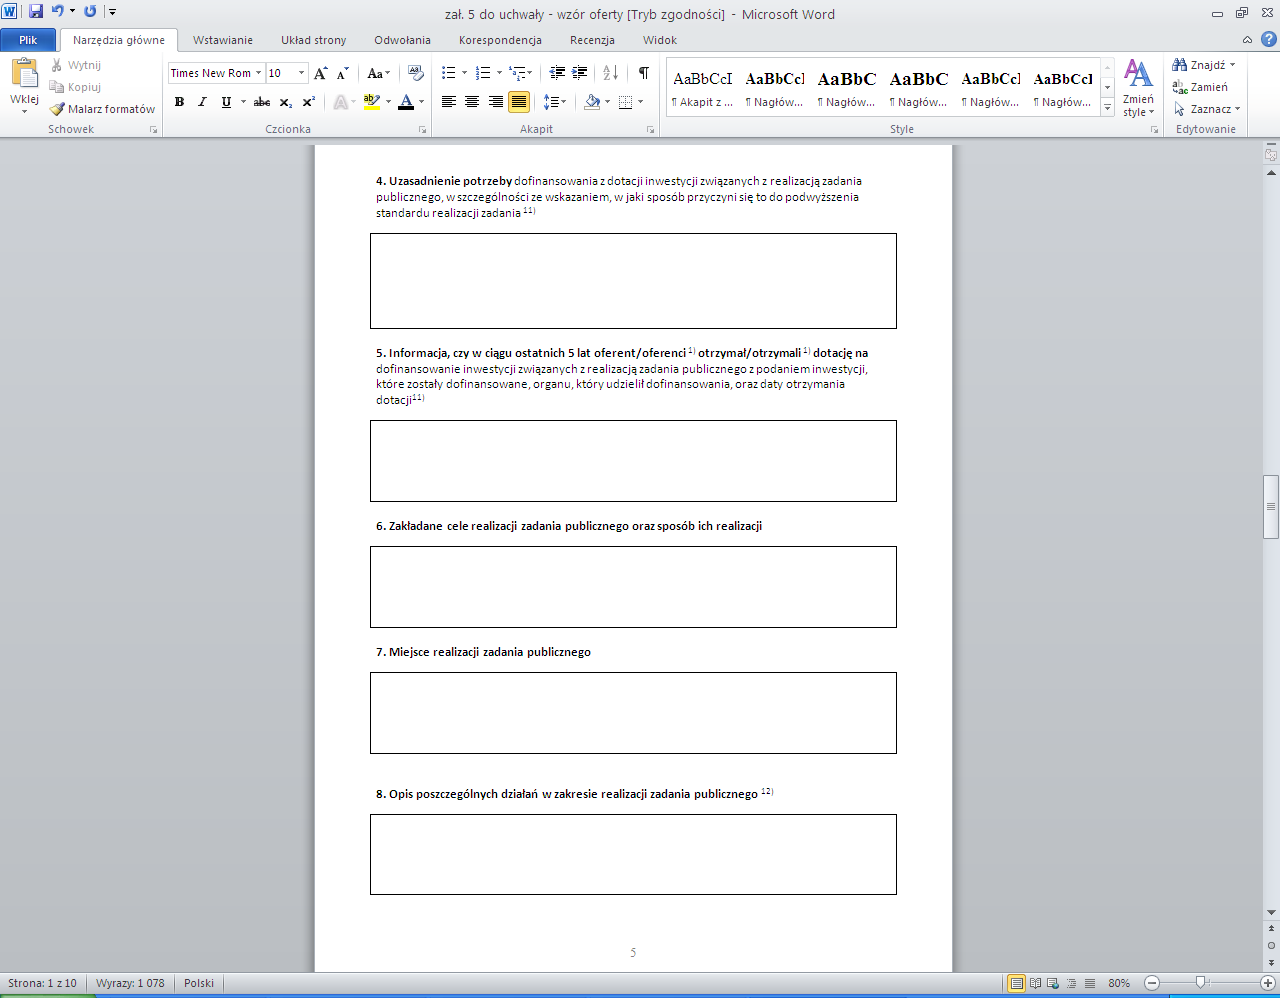 zał. 5 do uchwały - wzór oferty [Tryb zgodności] - Microsoft Word
Plik Narzędzia główne Wstawianie Układ strony Odwołania Korespondencja Recenzja Widok
Wklej
Wytnij
Kopiuj
Malarz formatów
Schowek
Times New Rom 10
Czcionka
Akapit
AaBbCcI AaBbCcI AaBbC AaBbC AaBbCcI AaBbCcI
¶ Akapit z ... ¶ Nagłów... ¶ Nagłów... ¶ Nagłów... ¶ Nagłów... ¶ Nagłów...
Zmień style
Style
Znajdź
Zamień
Zaznacz
Edytowanie
4. Uzasadnienie potrzeby dofinansowania z dotacji inwestycji związanych z realizacją zadania
publicznego, w szczególności ze wskazaniem, w jaki sposób przyczyni się to do podwyższenia
standardu realizacji zadania 11)
5. Informacja, czy w ciągu ostatnich 5 lat oferent/oferenci 1) otrzymał/otrzymali 1) dotację na
dofinansowanie inwestycji związanych z realizacją zadania publicznego z podaniem inwestycji,
które zostały dofinansowane, organu, który udzielił dofinansowania, oraz daty otrzymania
dotacji11)
6. Zakładane cele realizacji zadania publicznego oraz sposób ich realizacji
7. Miejsce realizacji zadania publicznego
8. Opis poszczególnych działań w zakresie realizacji zadania publicznego 12)
5
Strona: 1 z 10 Wyrazy: 1 078 Polski 80%